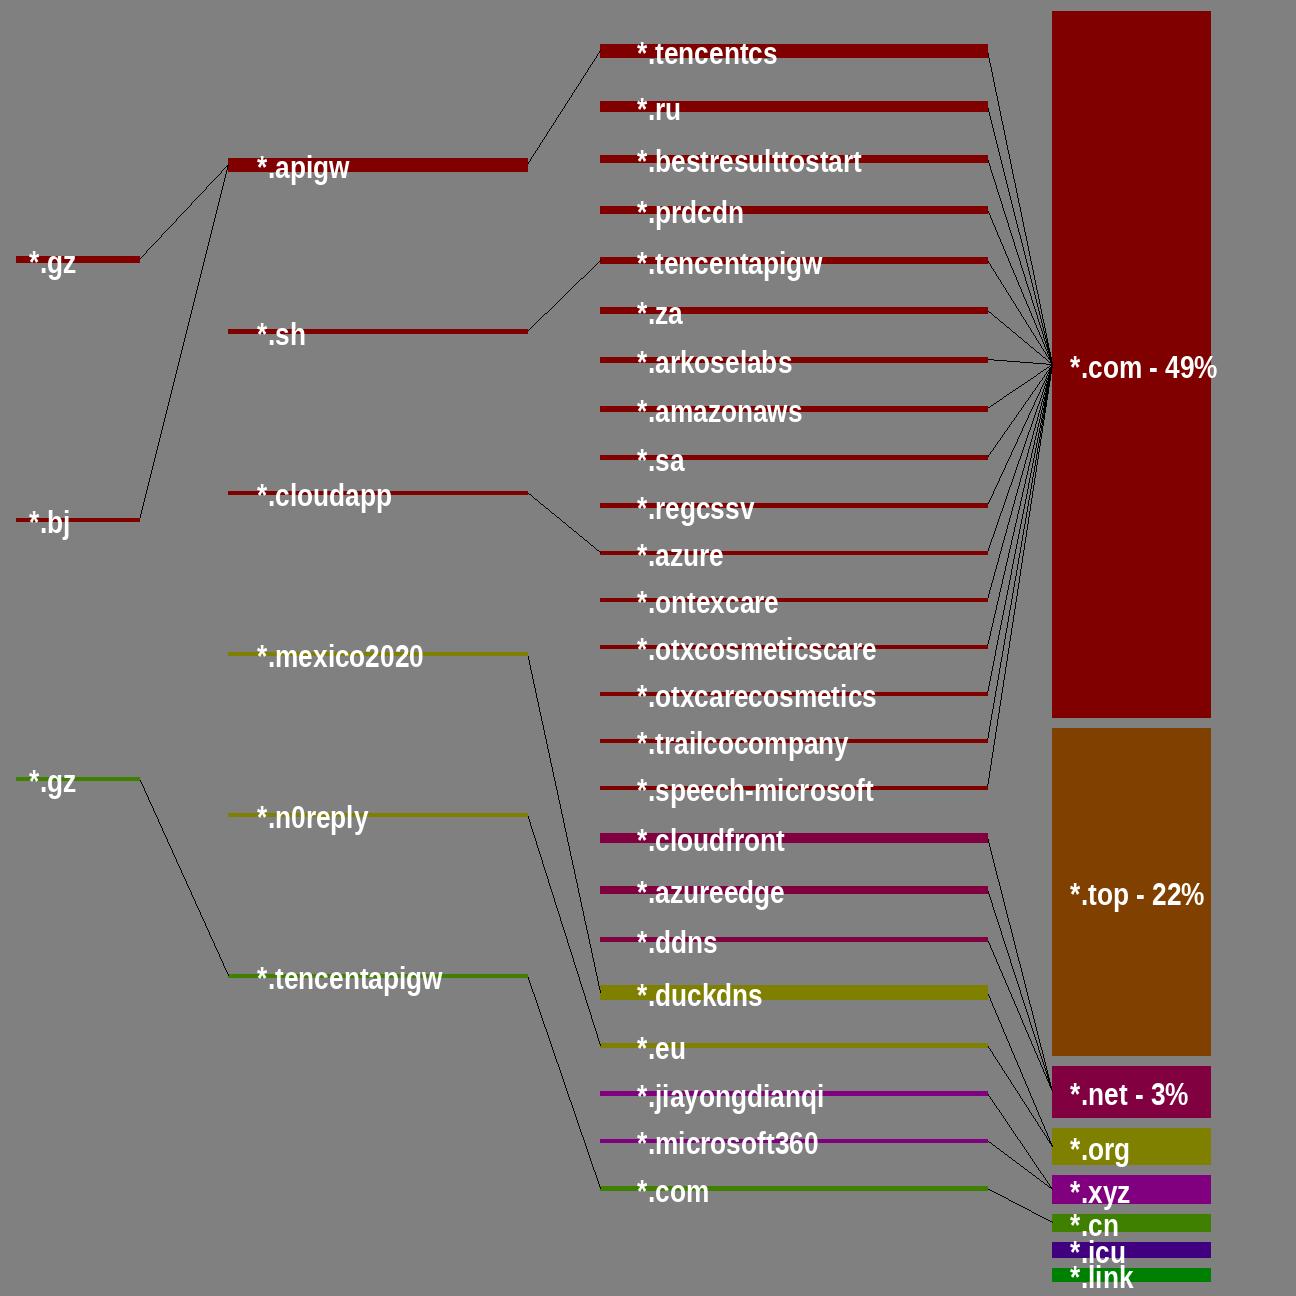 *.gz
*.bj
*.gz
*.apigw
*.sh
*.cloudapp
*.mexico2020
*.n0reply
*.tencentapigw
*.tencentcs
*.ru
*.bestresulttostart
*.prdcdn
*.tencentapigw
*.za
*.arkoselabs
*.amazonaws
*.sa
*.regcssv
*.azure
*.ontexcare
*.otxcosmeticscare
*.otxcarecosmetics
*.trailcocompany
*.speech-microsoft
*.cloudfront
*.azureedge
*.ddns
*.duckdns
*.eu
*.jiayongdianqi
*.microsoft360
*.com
*.com - 49%
*.top - 22%
*.net - 3%
*.org
*.xyz
*.cn
*.icu
*.link